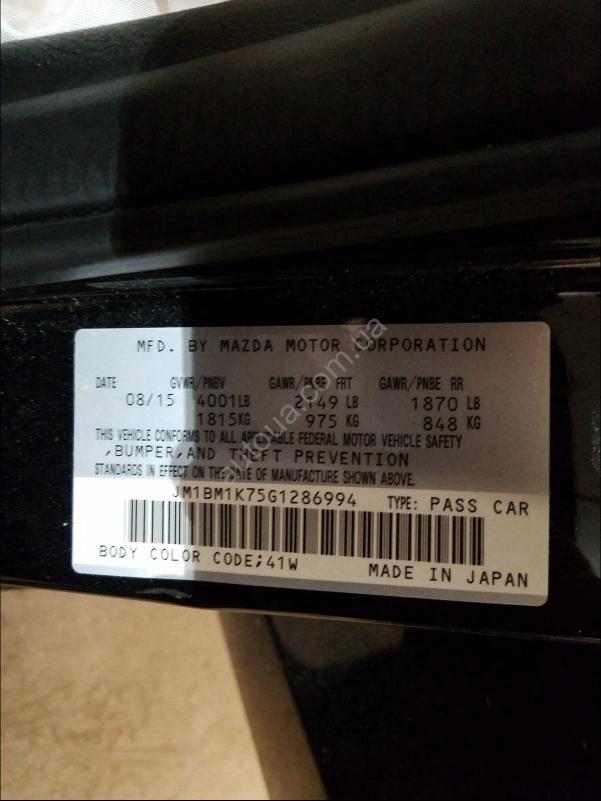 MFD. BY MAZDA MOTOR CORPORATION
DATE GVWR/PNBV GAWR/PNBE FRT GAWR/PNBE RR
08/15 4001LB 2149 LB 1870 LB
1815KG 975 KG 848 KG
THIS VEHICLE CONFORMS TO ALL APPLICABLE FEDERAL MOTOR VEHICLE SAFETY
,BUMPER,AND THEFT PREVENTION
STANDARDS IN EFFECT ON THE DATE OF MANUFACTURE SHOWN ABOVE.
JM1BM1K75G1286994 TYPE: PASS CAR
BODY COLOR CODE;41W
MADE IN JAPAN
autoua.com.ua